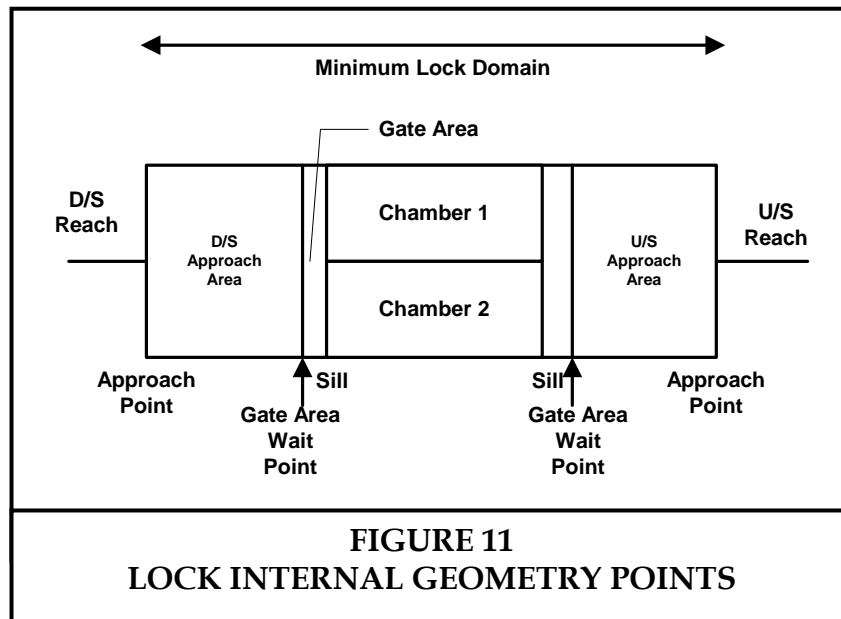 Minimum Lock Domain
Gate Area
D/S
Reach
D/S
Approach
Area
Chamber 1
Chamber 2
U/S
Approach
Area
U/S
Reach
Approach
Point
Sill
Gate Area
Wait
Point
Sill
Gate Area
Wait
Point
Approach
Point
FIGURE 11
LOCK INTERNAL GEOMETRY POINTS